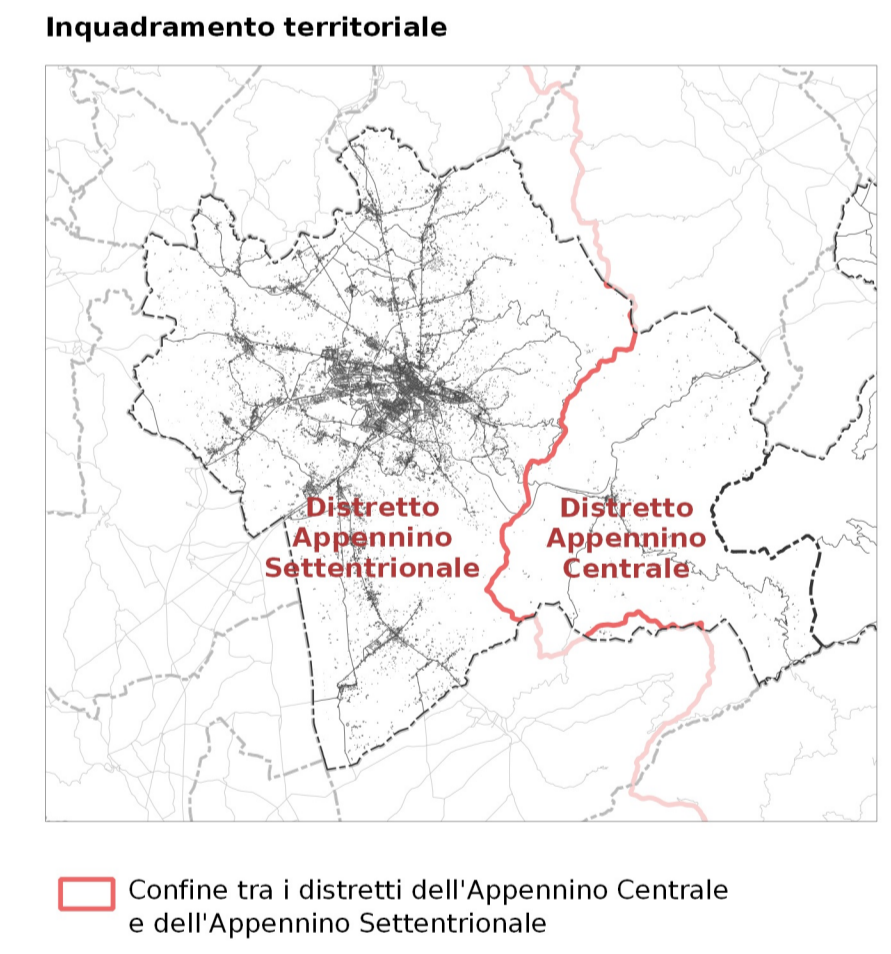 Inquadramento territoriale
Distretto
Appennino
Settentrionale
Distretto
Appennino
Centrale
Confine tra i distretti dell'Appennino Centrale
e dell'Appennino Settentrionale